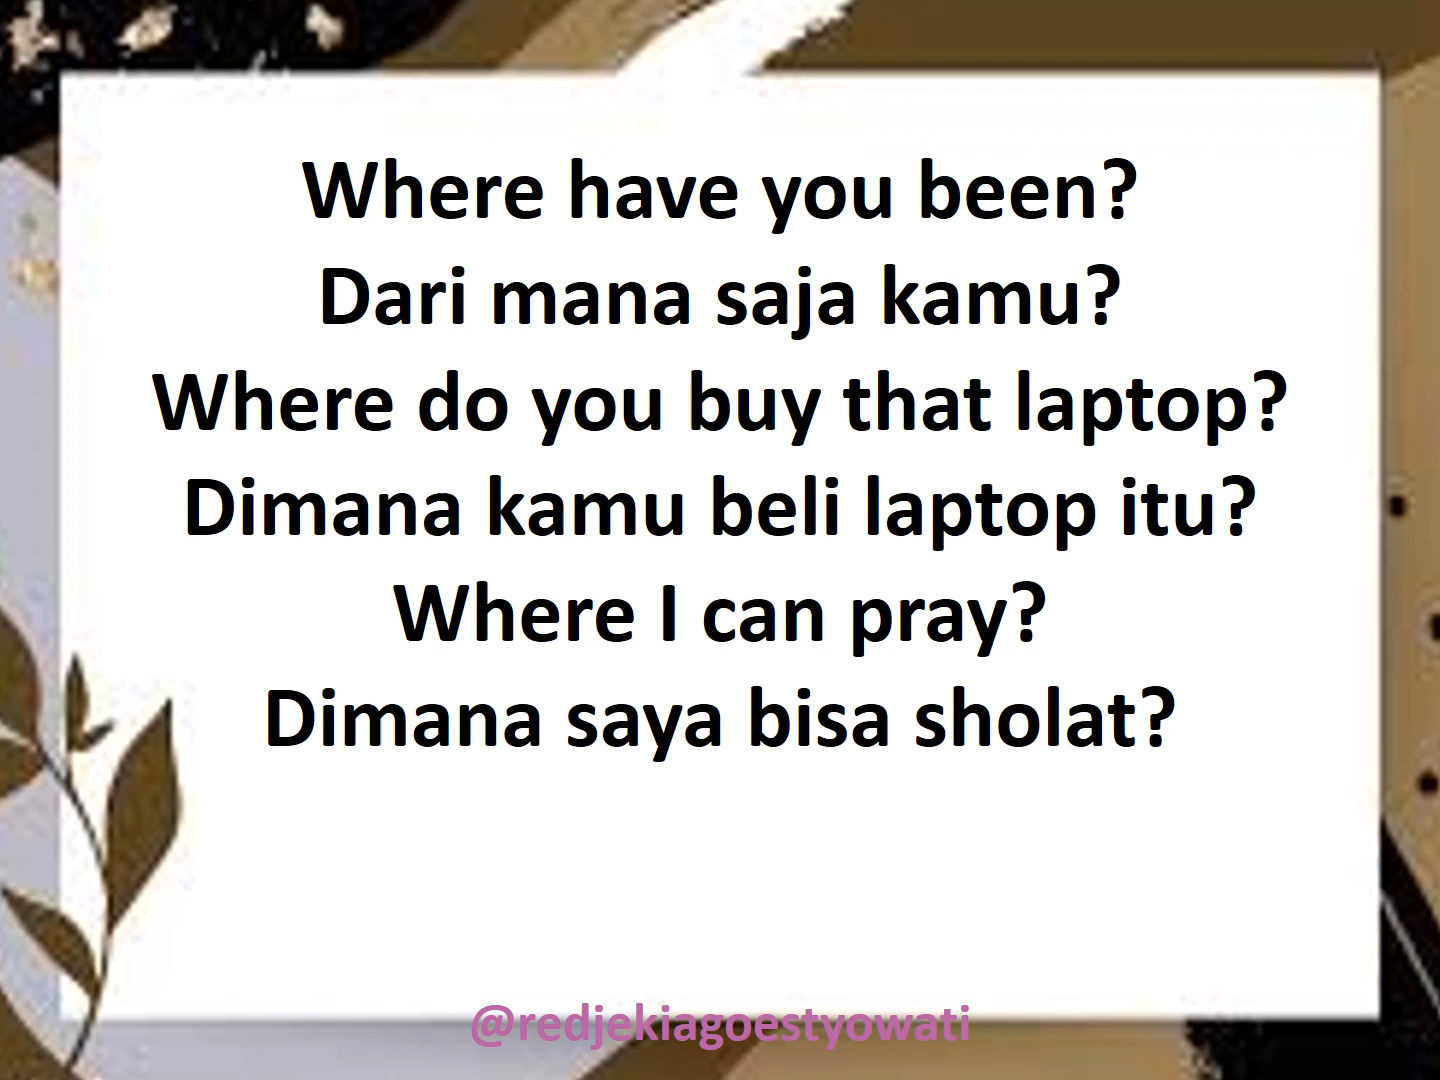 Where have you been?
Dari mana saja kamu?
Where do you buy that laptop?
Dimana kamu beli laptop itu?
Where I can pray?
Dimana saya bisa sholat?
@redjekiagoestyowati